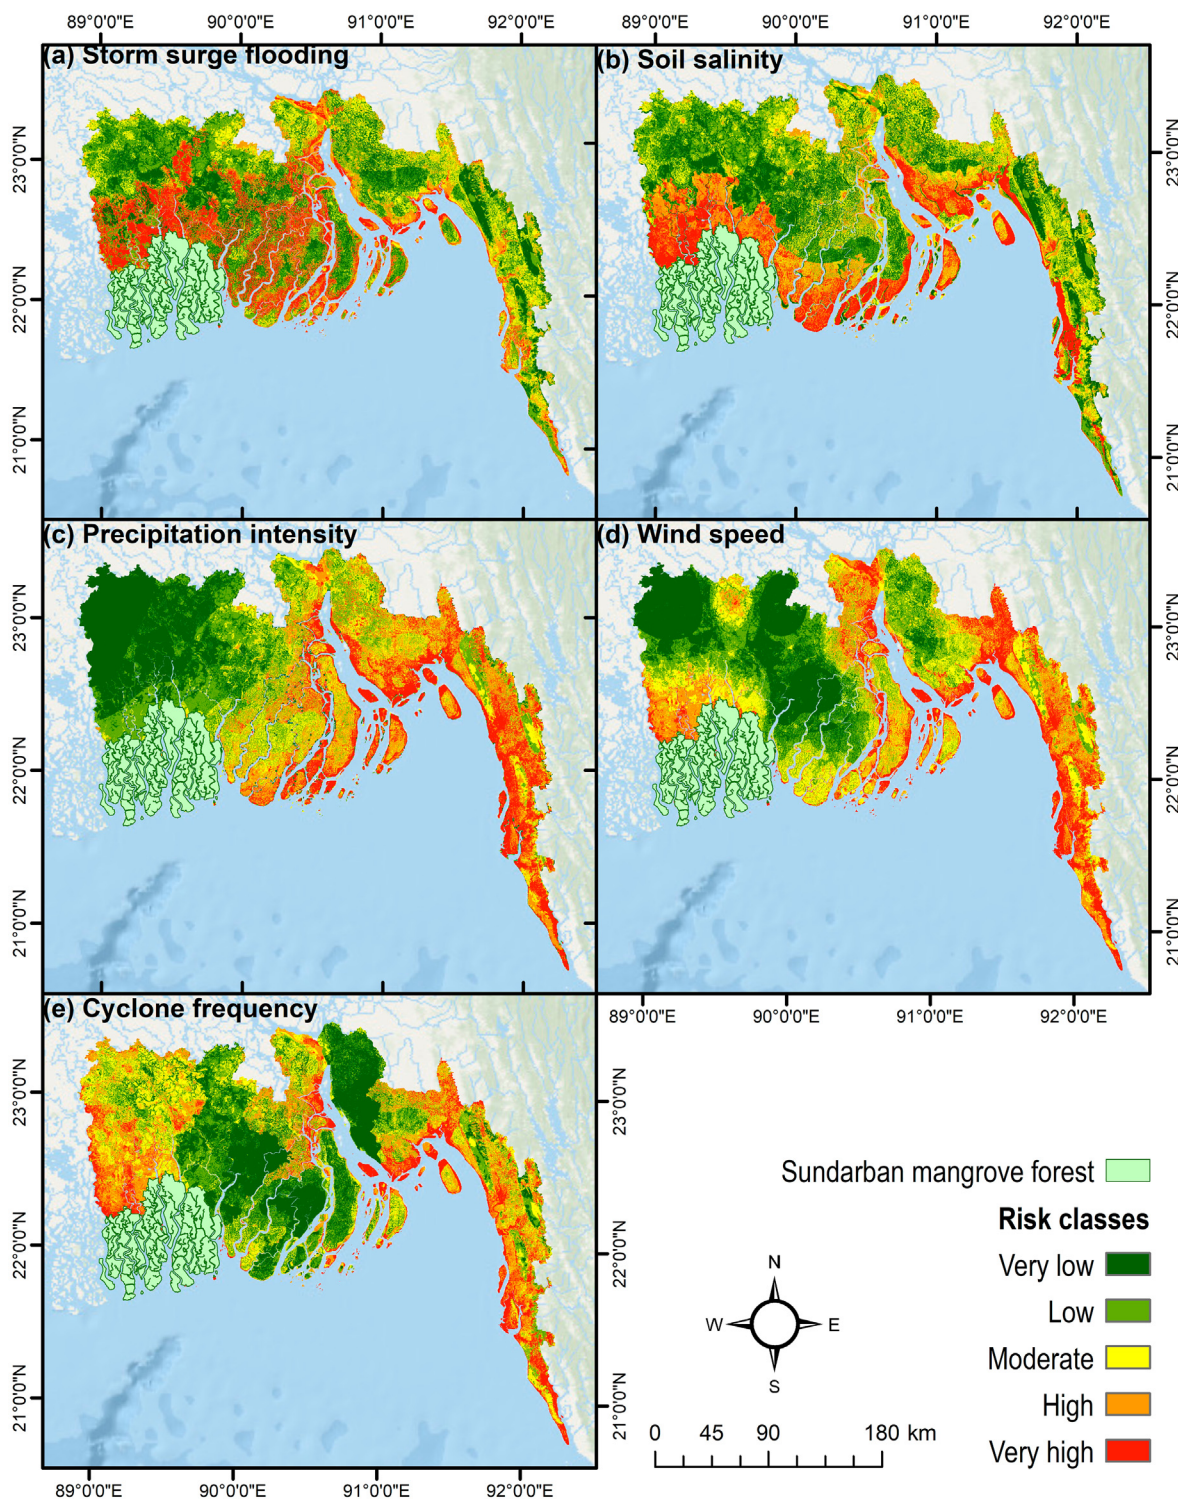 89°0'0"E 90°0'0"E 91°0'0"E 92°0'0"E 89°0'0"E 90°0'0"E 91°0'0"E 92°0'0"E
(a) Storm surge flooding
(b) Soil salinity
23°0'0"N
22°0'0"N
21°0'0"N
23°0'0"N
22°0'0"N
21°0'0"N
(c) Precipitation intensity
(d) Wind speed
23°0'0"N
22°0'0"N
21°0'0"N
23°0'0"N
22°0'0"N
21°0'0"N
(e) Cyclone frequency
89°0'0"E 90°0'0"E 91°0'0"E 92°0'0"E
23°0'0"N
22°0'0"N
21°0'0"N
23°0'0"N
22°0'0"N
21°0'0"N
89°0'0"E 90°0'0"E 91°0'0"E 92°0'0"E
Sundarban mangrove forest
Risk classes
Very low
Low
Moderate
High
Very high
N
W E
S
0 45 90 180 km